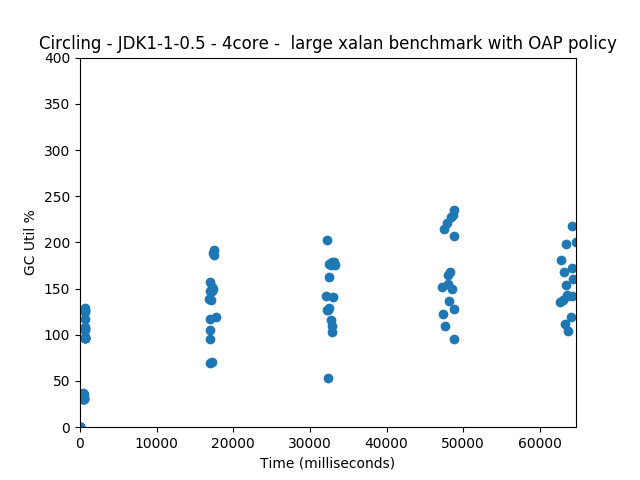 Circling - JDK1-1-0.5 - 4core -  large xalan benchmark with OAP policy
400
350
300
250
200
150
100
50
0
GC Util %
0 10000 20000 30000 40000 50000 60000
Time (milliseconds)